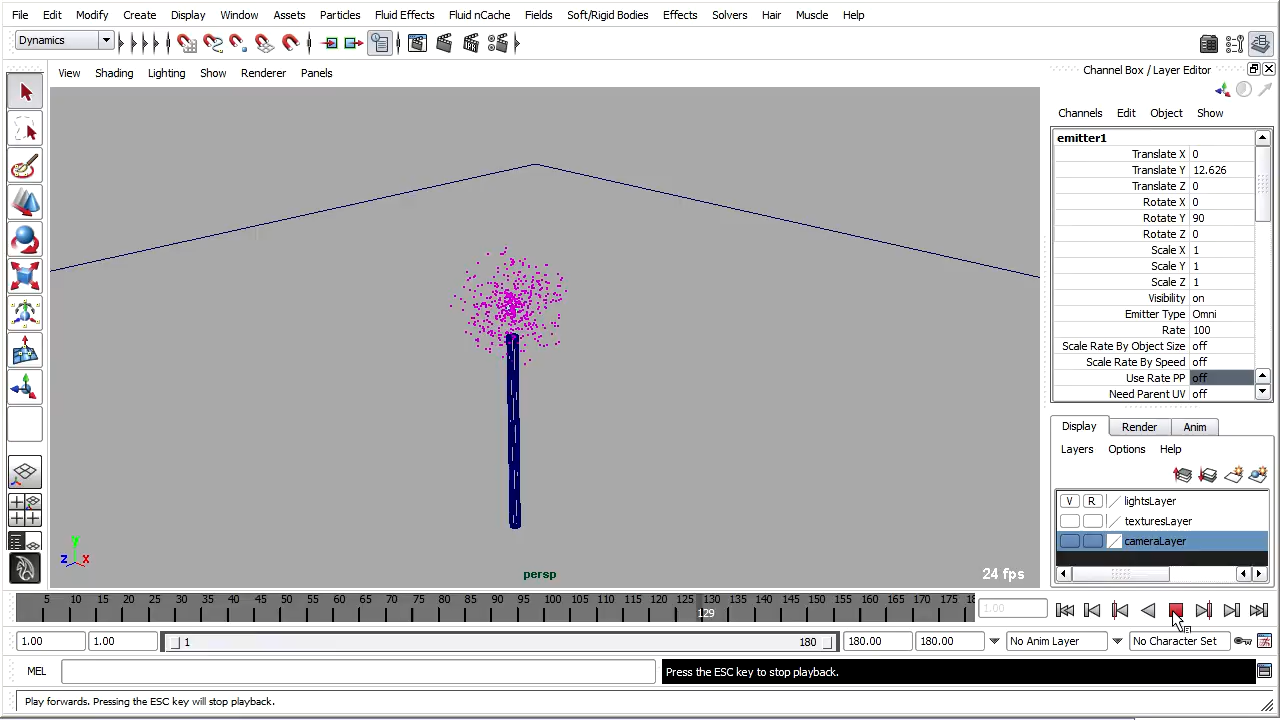 File Edit Modify Create Display Window Assets Particles Fluid Effects Fluid nCache Fields Soft/Rigid Bodies Effects Solvers Hair Muscle Help
Dynamics
Channel Box / Layer Editor
View Shading Lighting Show Renderer Panels
Channels Edit Object Show
emitter1
Translate X 0
Translate Y 12.626
Translate Z 0
Rotate X 0
Rotate Y 90
Rotate Z 0
Scale X 1
Scale Y 1
Scale Z 1
Visibility on
Emitter Type Omni
Rate 100
Scale Rate By Object Size off
Scale Rate By Speed off
Use Rate PP off
Need Parent UV off
Display Render Anim
Layers Options Help
V R lightsLayer
texturesLayer
cameraLayer
y
z x
persp
24 fps
5 10 15 20 25 30 35 40 45 50 55 60 65 70 75 80 85 90 95 100 105 110 115 120 125 130 135 140 145 150 155 160 165 170 175 180
129
1.00
1.00 1.00 1 180 180.00 180.00 No Anim Layer No Character Set
MEL Press the ESC key to stop playback.
Play forwards. Pressing the ESC key will stop playback.